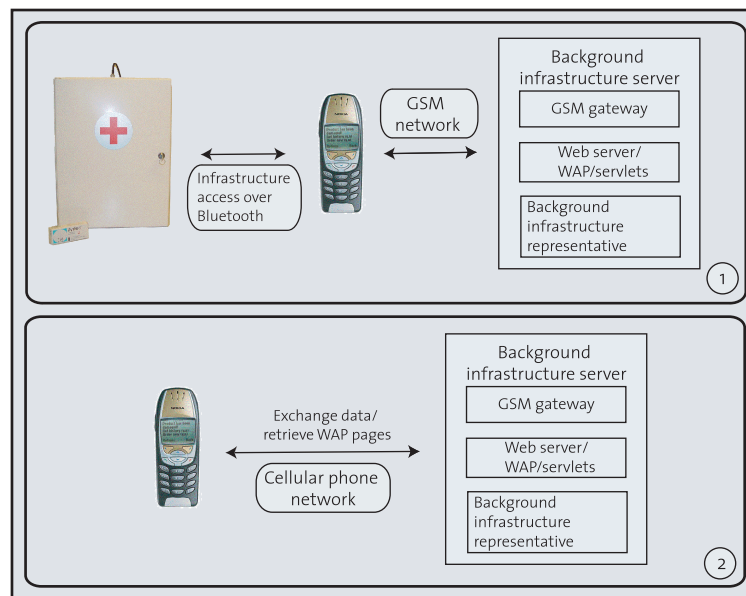 Background
infrastructure server
GSM gateway
Web server/
WAP/servlets
Background
infrastructure
representative
GSM
network
Infrastructure
access over
Bluetooth
NOKIA
1
Background
infrastructure server
GSM gateway
Web server/
WAP/servlets
Background
infrastructure
representative
Exchange data/
retrieve WAP pages
Cellular phone
network
NOKIA
2